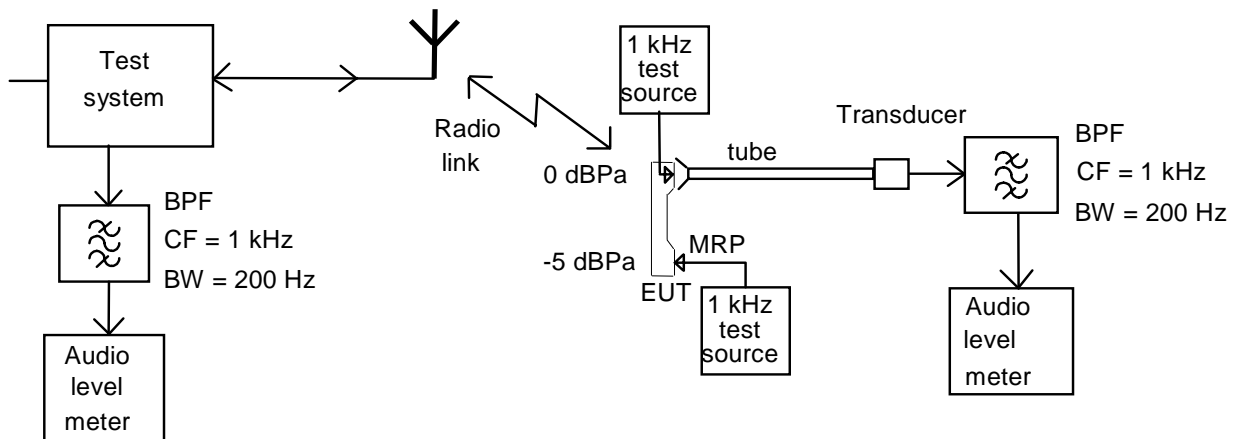 Test
system
BPF
CF = 1 kHz
BW = 200 Hz
Audio
level
meter
Radio
link
1 kHz
test
source
0 dBPa
tube
Transducer
-5 dBPa
MRP
EUT
1 kHz
test
source
BPF
CF = 1 kHz
BW = 200 Hz
Audio
level
meter